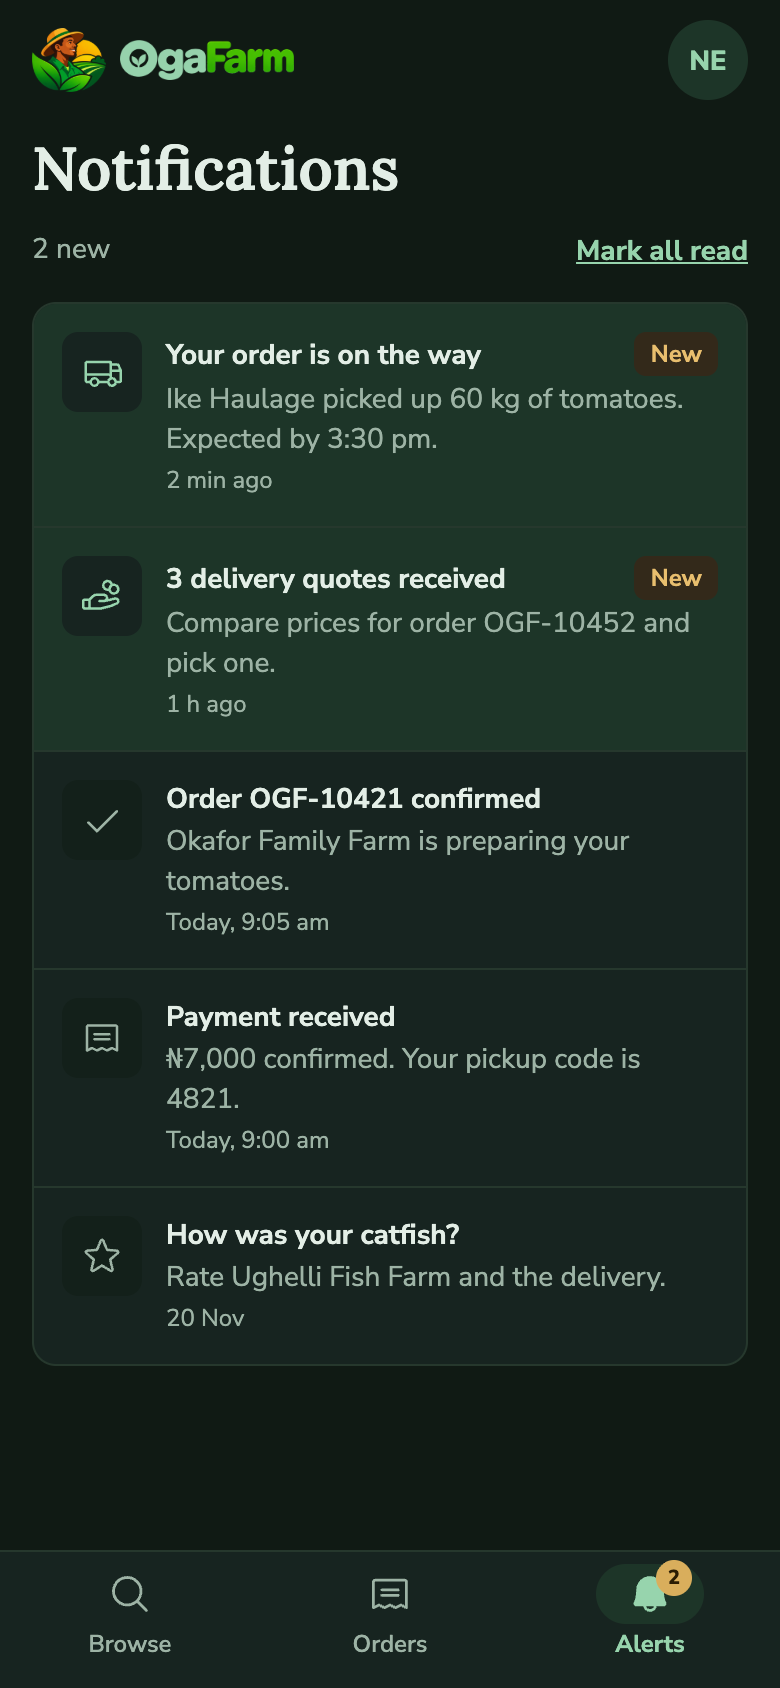 OgaFarm
NE
Notifications
2 new
Mark all read
Your order is on the way
New
Ike Haulage picked up 60 kg of tomatoes.
Expected by 3:30 pm.
2 min ago
3 delivery quotes received
New
Compare prices for order OGF-10452 and
pick one.
1 h ago
Order OGF-10421 confirmed
Okafor Family Farm is preparing your
tomatoes.
Today, 9:05 am
Payment received
₦7,000 confirmed. Your pickup code is
4821.
Today, 9:00 am
How was your catfish?
Rate Ughelli Fish Farm and the delivery.
20 Nov
2
Browse
Orders
Alerts